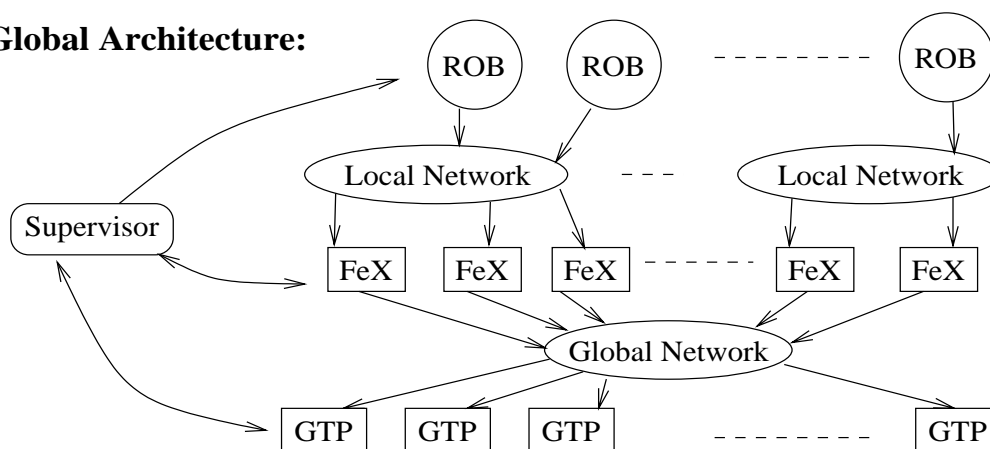 Global Architecture:
ROB ROB ROB
Local Network Local Network
Supervisor
FeX FeX FeX FeX FeX
Global Network
GTP GTP GTP GTP